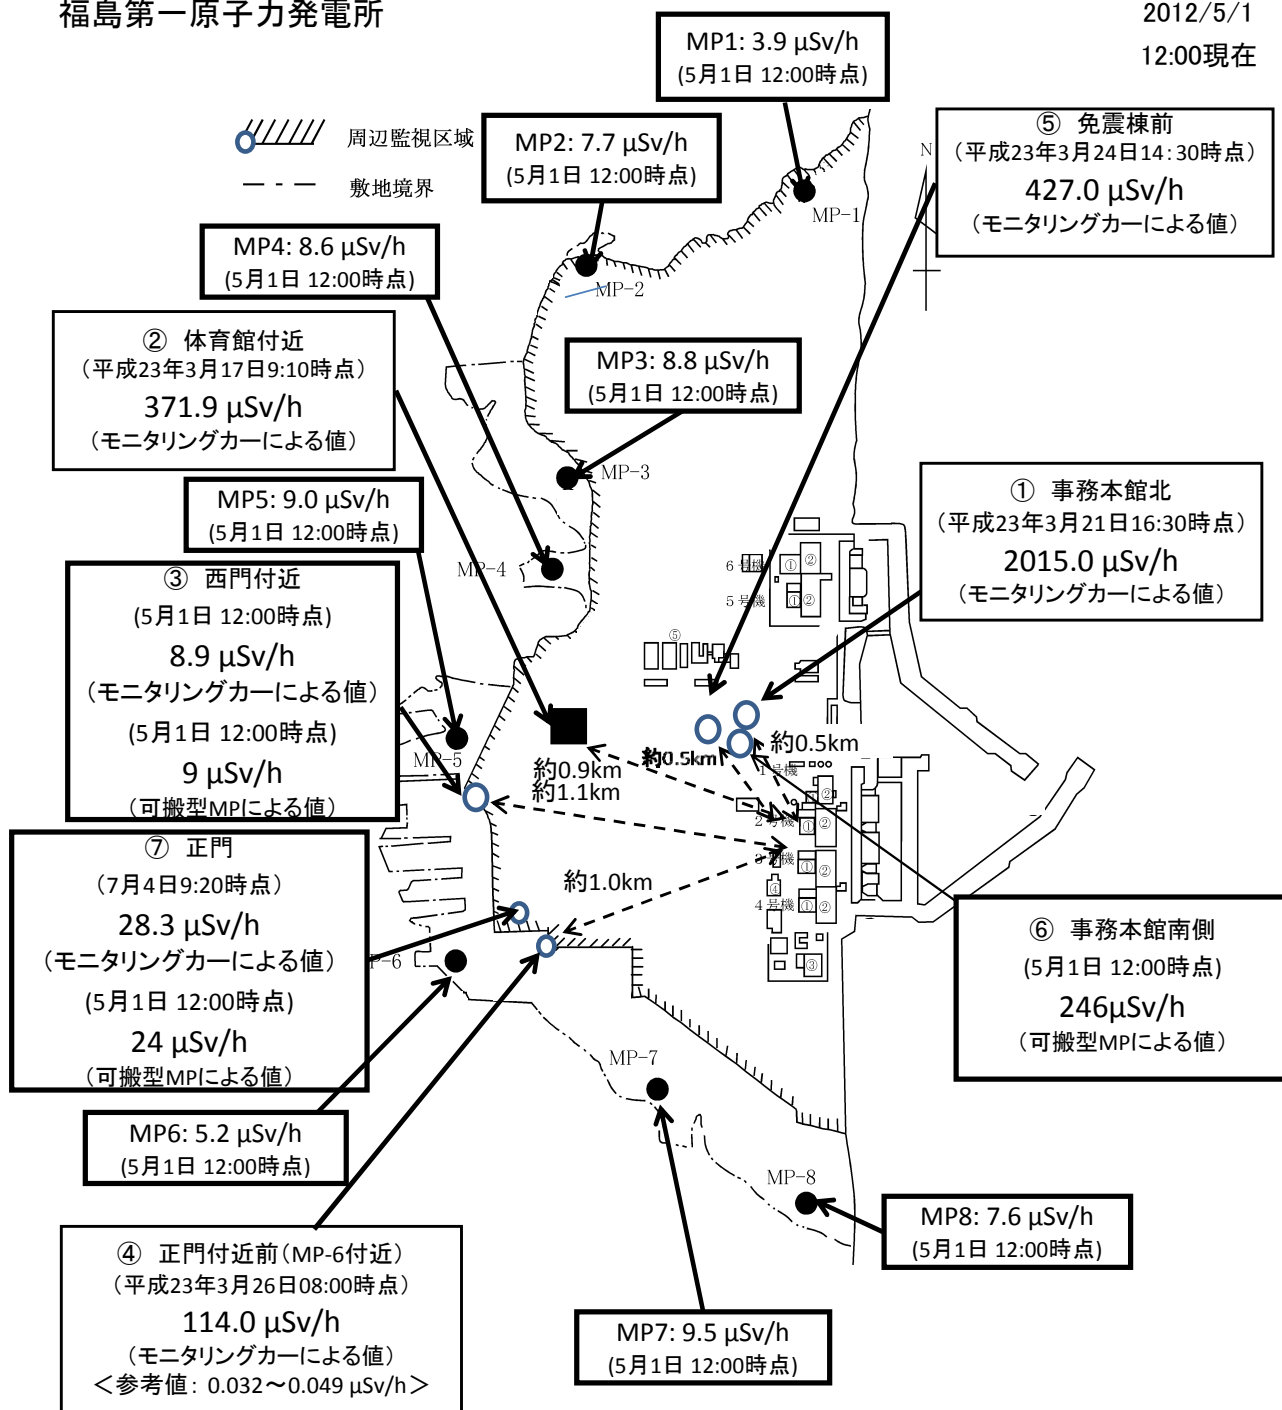 福島第一原子力発電所
2012/5/1
12:00現在
MP1: 3.9 μSv/h
(5月1日 12:00時点)
周辺監視区域
敷地境界
MP2: 7.7 μSv/h
(5月1日 12:00時点)
⑤ 免震棟前
(平成23年3月24日14:30時点)
427.0 μSv/h
(モニタリングカーによる値)
N
MP-1
MP4: 8.6 μSv/h
(5月1日 12:00時点)
MP-2
② 体育館付近
(平成23年3月17日9:10時点)
371.9 μSv/h
(モニタリングカーによる値)
MP3: 8.8 μSv/h
(5月1日 12:00時点)
MP-3
① 事務本館北
(平成23年3月21日16:30時点)
2015.0 μSv/h
(モニタリングカーによる値)
MP5: 9.0 μSv/h
(5月1日 12:00時点)
MP-4
6号機
①
②
5号機
①
②
⑤
③ 西門付近
(5月1日 12:00時点)
8.9 μSv/h
(モニタリングカーによる値)
(5月1日 12:00時点)
9 μSv/h
(可搬型MPによる値)
MP-5
約0.9km
約1.1km
約0.5km
約0.5km
1号機
②
2号機
①
②
3号機
①
②
④
4号機
①
②
③
約1.0km
⑦ 正門
(7月4日9:20時点)
28.3 μSv/h
(モニタリングカーによる値)
(5月1日 12:00時点)
24 μSv/h
(可搬型MPによる値)
P-6
⑥ 事務本館南側
(5月1日 12:00時点)
246μSv/h
(可搬型MPによる値)
MP-7
MP6: 5.2 μSv/h
(5月1日 12:00時点)
MP-8
MP8: 7.6 μSv/h
(5月1日 12:00時点)
④ 正門付近前(MP-6付近)
(平成23年3月26日08:00時点)
114.0 μSv/h
(モニタリングカーによる値)
<参考値: 0.032~0.049 μSv/h>
MP7: 9.5 μSv/h
(5月1日 12:00時点)